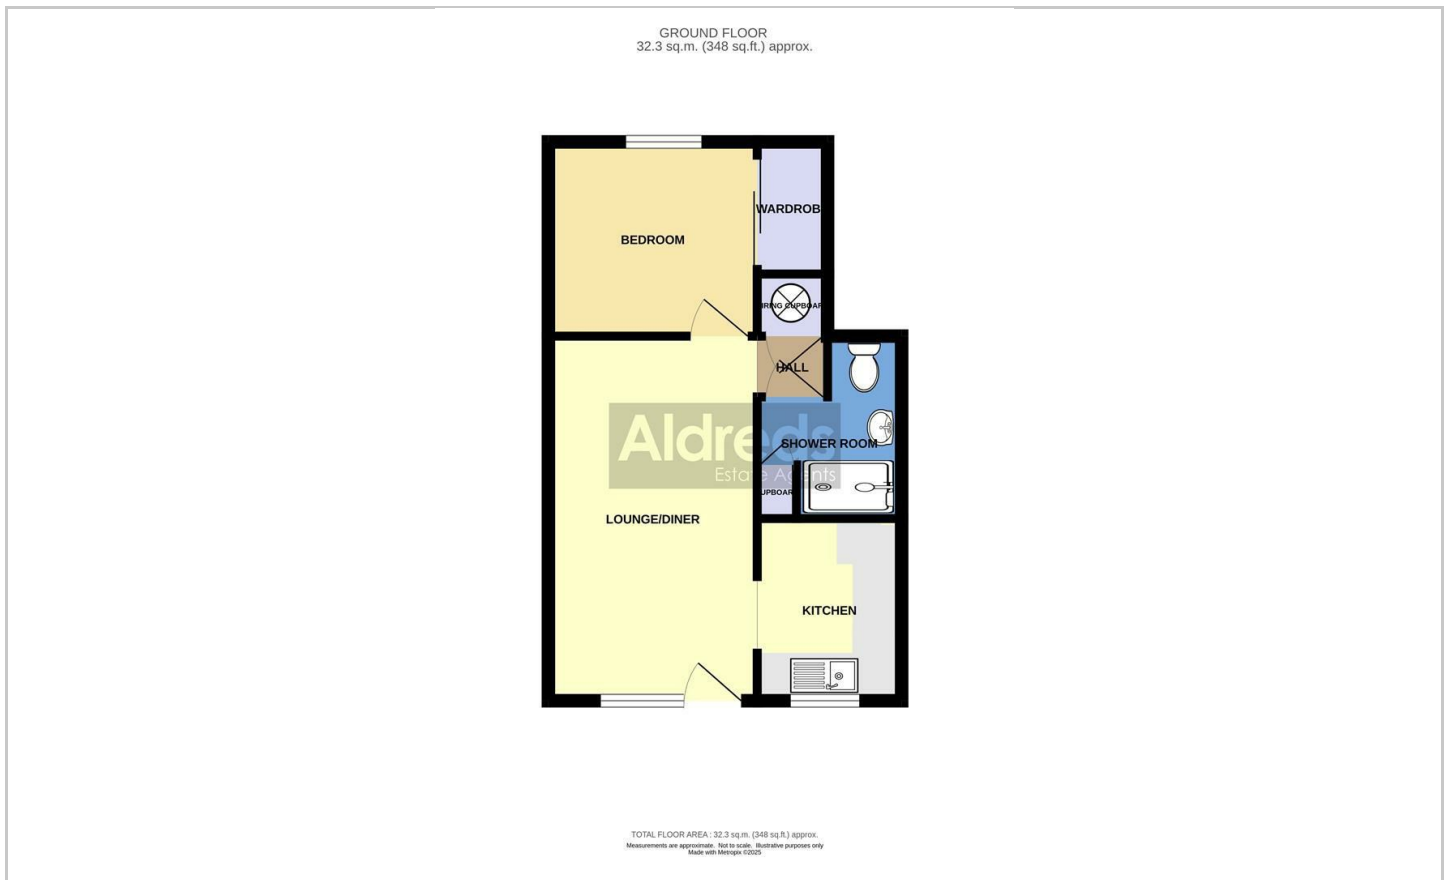 GROUND FLOOR
32.3 sq.m. (348 sq.ft.) approx.
WARDROB
BEDROOM
IRING CUPBOAR
HALL
Aldreds
Estate Agents
SHOWER ROOM
UPBOAR
LOUNGE/DINER
KITCHEN
TOTAL FLOOR AREA : 32.3 sq.m. (348 sq.ft.) approx.
Measurements are approximate. Not to scale. Illustrative purposes only
Made with Metropix ©2025